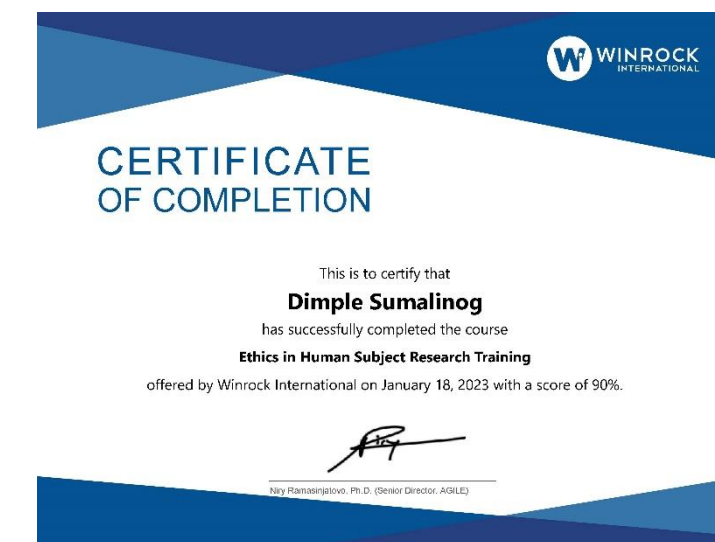 WINROCK
INTERNATIONAL
CERTIFICATE
OF COMPLETION
This is to certify that
Dimple Sumalinog
has successfully completed the course
Ethics in Human Subject Research Training
offered by Winrock International on January 18, 2023 with a score of 90%.
Niry Ramasinjatovo, Ph.D. (Senior Director, AGILE)